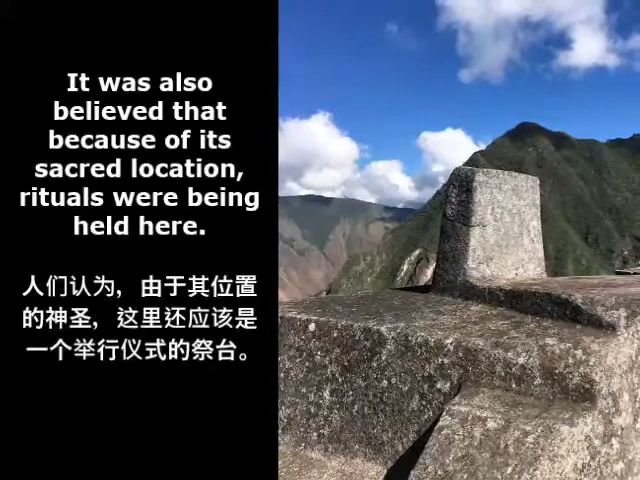 It was also
believed that
because of its
sacred location,
rituals were being
held here.
人们认为，由于其位置
的神圣，这里还应该是
一个举行仪式的祭台。